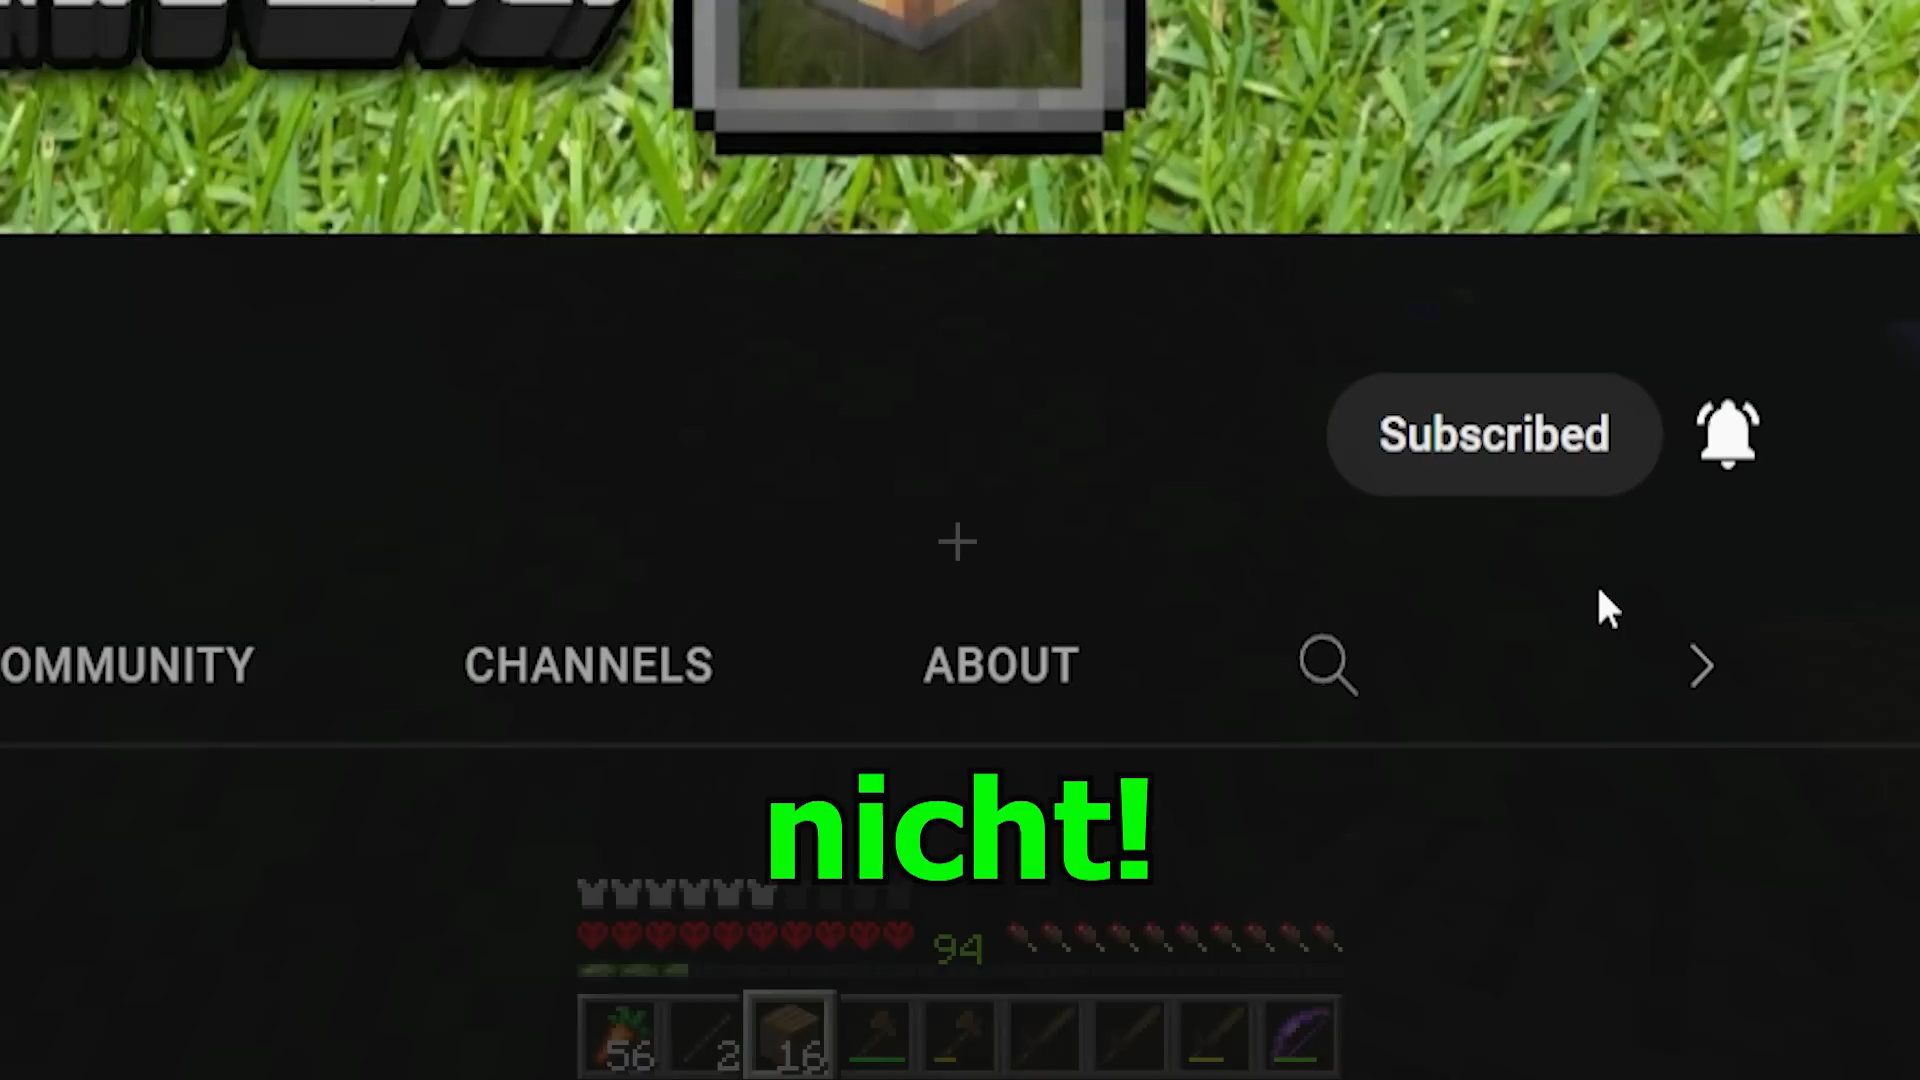 Subscribed
OMMUNITY CHANNELS ABOUT
nicht!
94
56 2 16